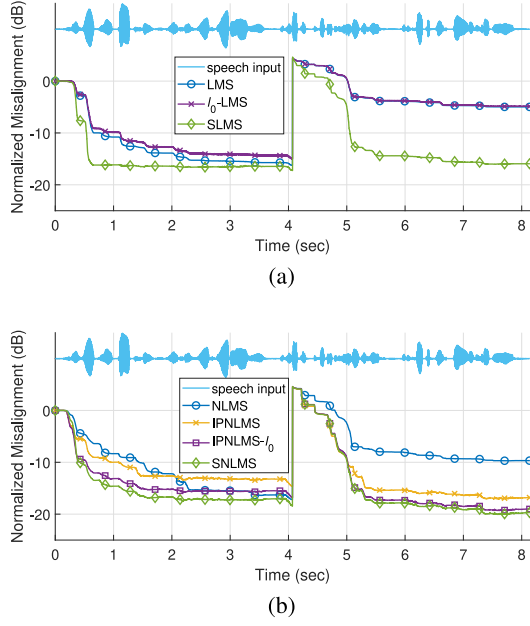 Normalized Misalignment (dB)
0
-10
-20
speech input
LMS
l0-LMS
SLMS
0 1 2 3 4 5 6 7 8
Time (sec)
(a)
Normalized Misalignment (dB)
0
-10
-20
speech input
NLMS
IPNLMS
IPNLMS-l0
SNLMS
0 1 2 3 4 5 6 7 8
Time (sec)
(b)